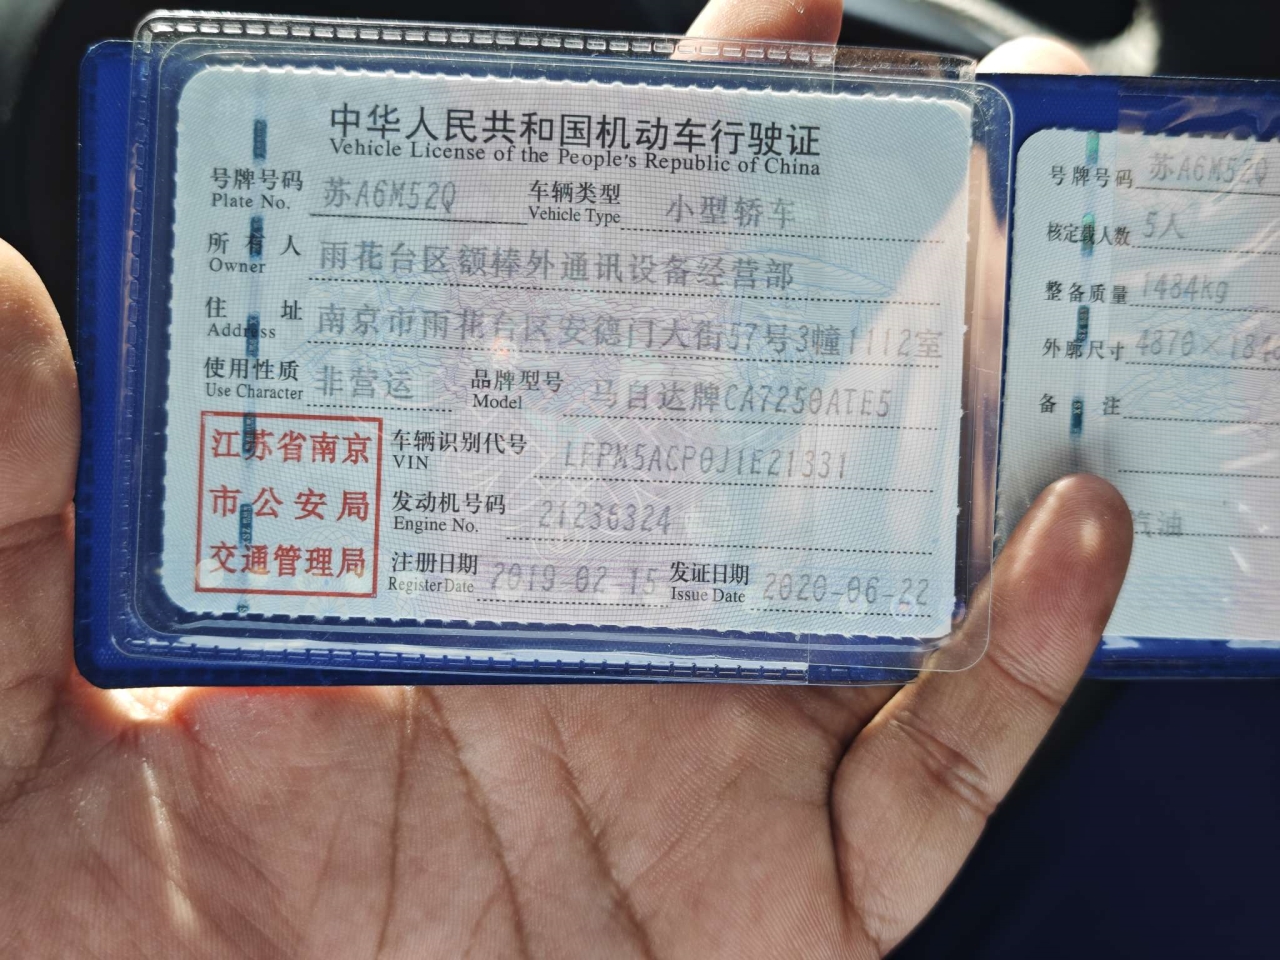 中华人民共和国机动车行驶证
Vehicle License of the People's Republic of China
号牌号码 苏A6M52Q 车辆类型 小型轿车
Plate No. Vehicle Type
所有人 雨花台区额棒外通讯设备经营部
Owner
住址 南京市雨花台区安德门大街57号3幢1112室
Address
使用性质 非营运 品牌型号 马自达牌CA7250ATE5
Use Character Model
江苏省南京
市公安局
交通管理局
车辆识别代号 LFPM5ACP0J1E21331
VIN
发动机号码 21236324
Engine No.
注册日期 2019-02-15 发证日期 2020-06-22
Register Date Issue Date
号牌号码 苏A6M52Q
核定载人数 5人
整备质量 1484kg
外廓尺寸 4870×18
备注
汽油